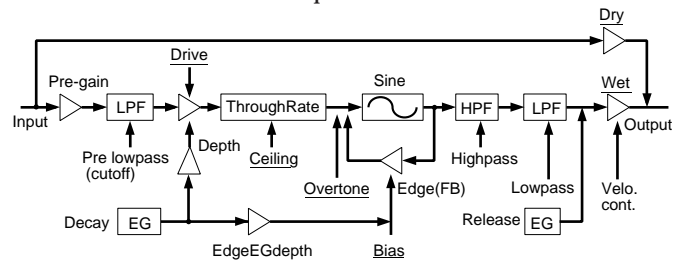 Dry
Drive
Pre-gain
Sine
Wet
LPF
ThroughRate
HPF
LPF
Input
Output
Depth
Pre lowpass
(cutoff)
Ceiling
Overtone
Edge(FB)
Highpass
Lowpass
Velo.
cont.
Decay
EG
EdgeEGdepth
Bias
Release
EG